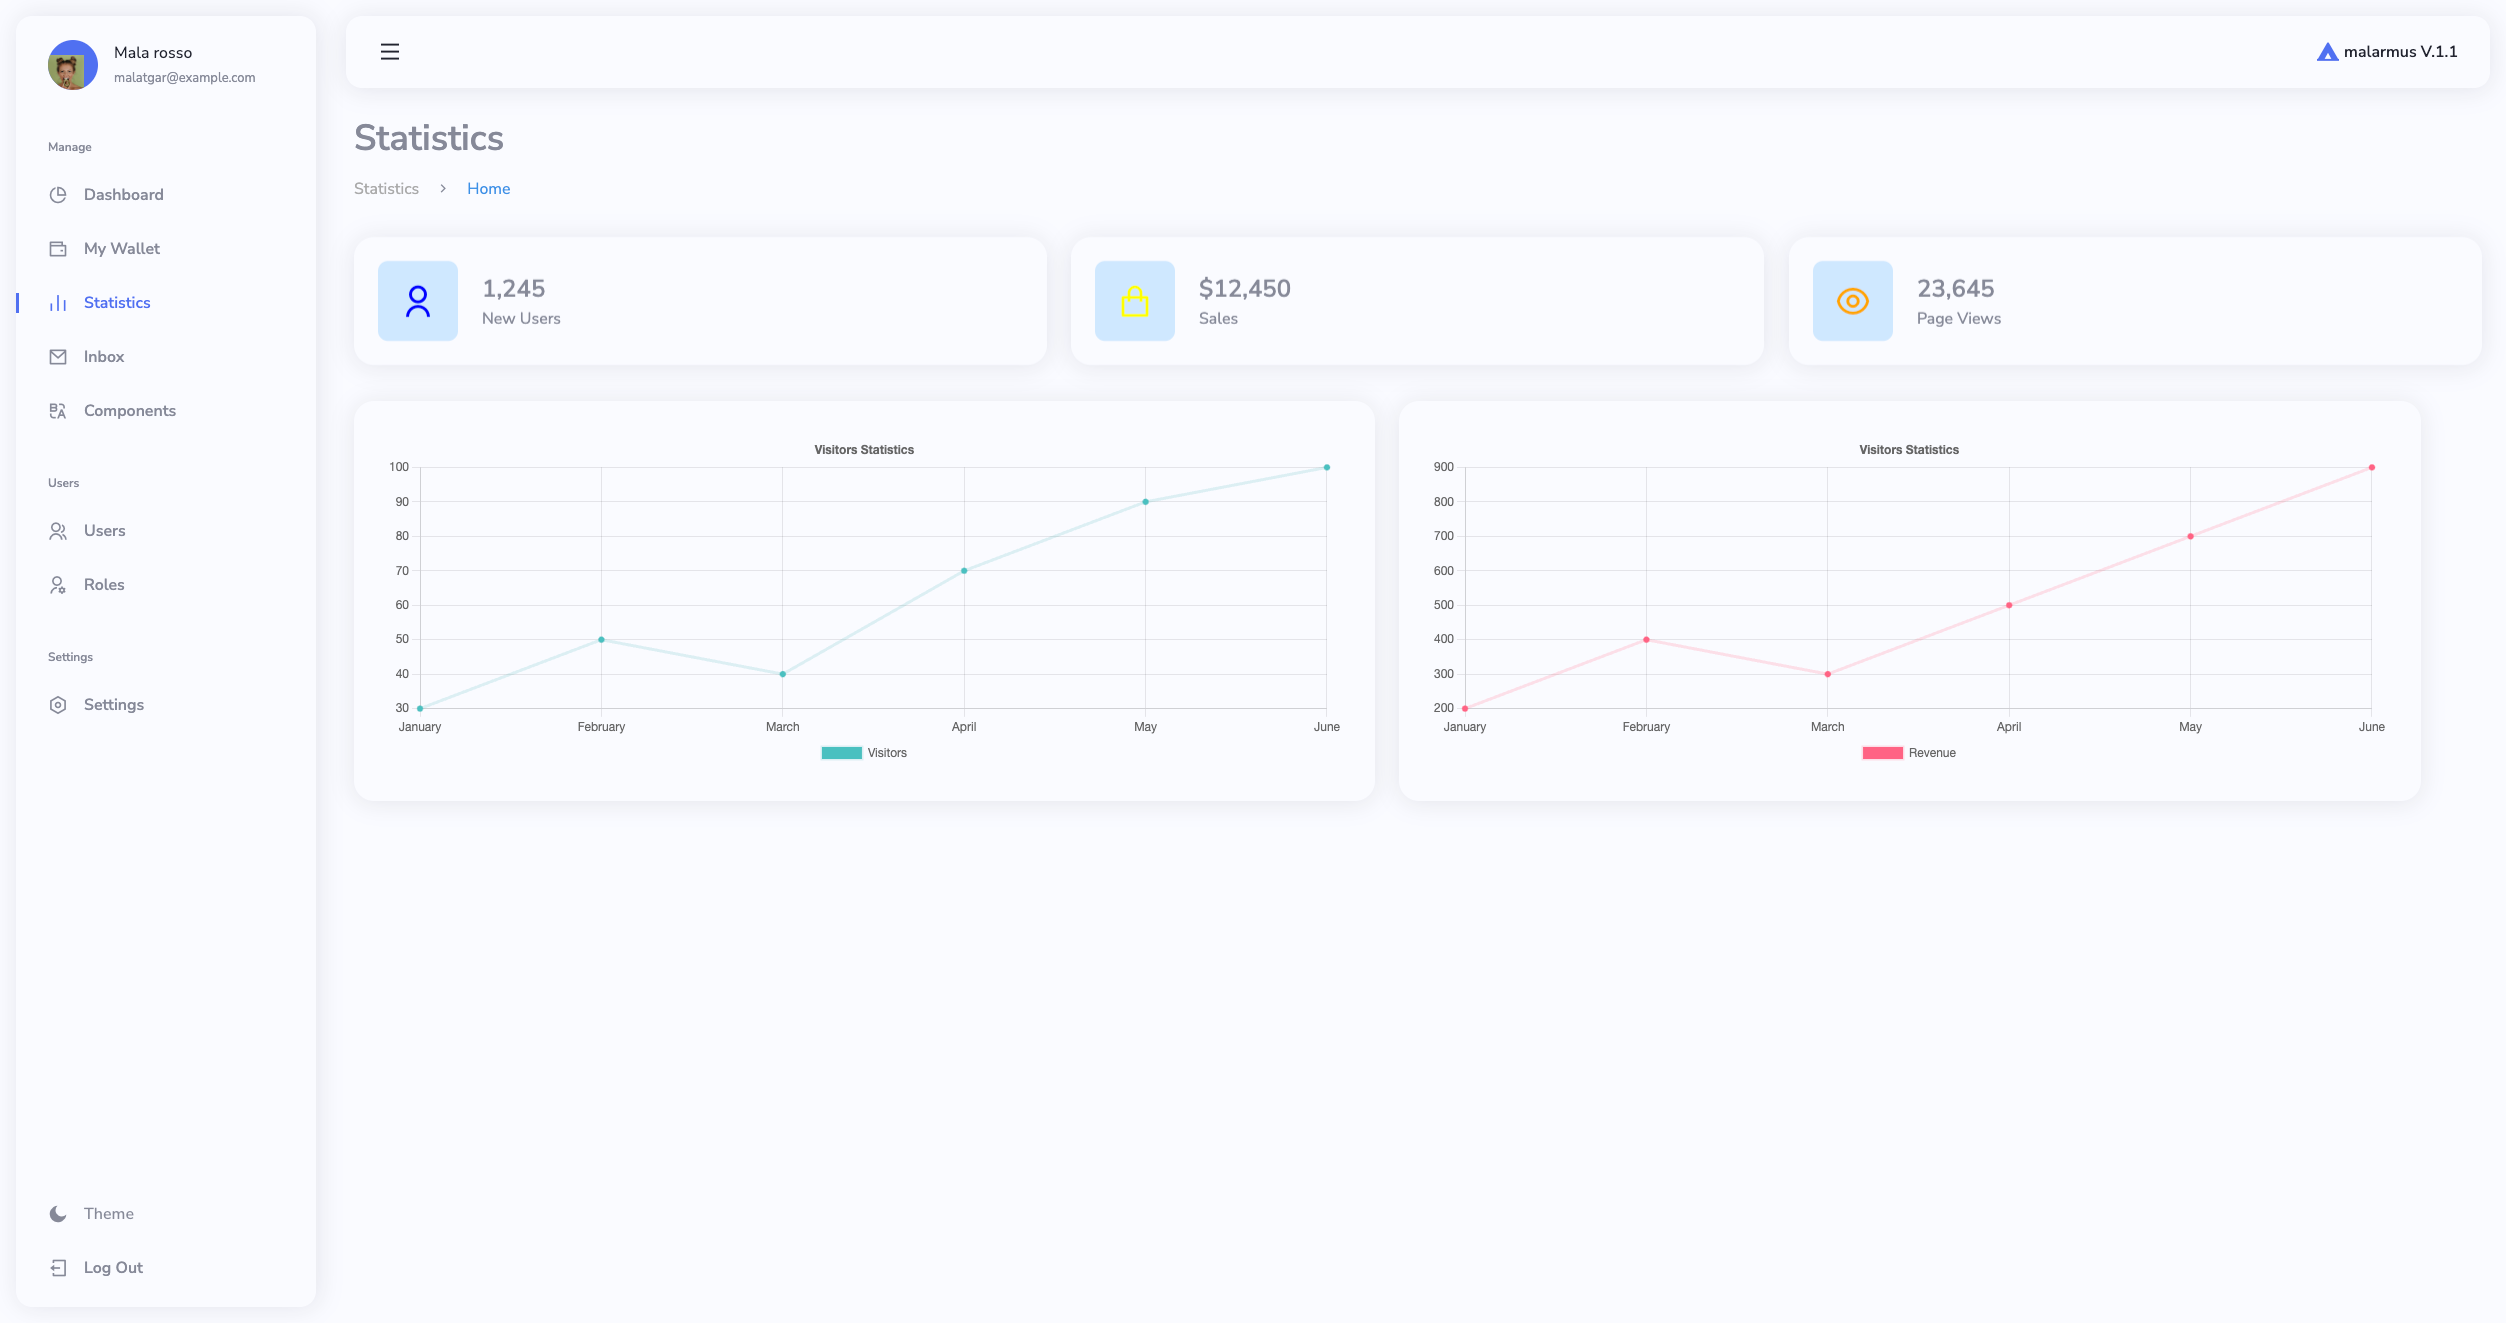 Mala rosso
malatgar@example.com
Manage
Dashboard
My Wallet
Statistics
Inbox
Components
Users
Users
Roles
Settings
Settings
Theme
Log Out
malarmus V.1.1
Statistics
Statistics > Home
1,245
New Users
$12,450
Sales
23,645
Page Views
Visitors Statistics
100
90
80
70
60
50
40
30
January February March April May June
Visitors
Visitors Statistics
900
800
700
600
500
400
300
200
January February March April May June
Revenue